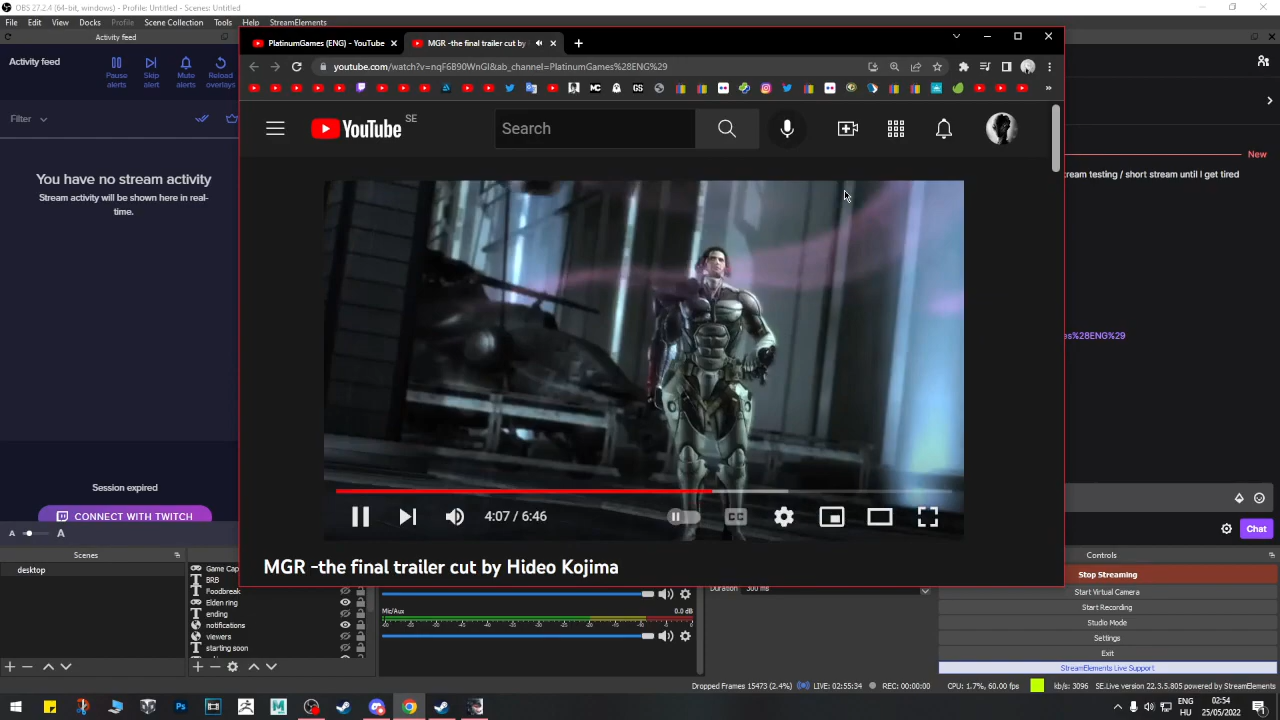 OBS 27.2.4 (64-bit, windows) - Profile: Untitled - Scenes: Untitled
File Edit View Docks Profile Scene Collection Tools Help StreamElements
Activity feed
Activity feed
Pause alerts
Skip alert
Mute alerts
Reload overlays
Filter
You have no stream activity
Stream activity will be shown here in real-
time.
Session expired
CONNECT WITH TWITCH
A A
PlatinumGames (ENG) - YouTube
MGR -the final trailer cut by
youtube.com/watch?v=nqF6B90WnGI&ab_channel=PlatinumGames%28ENG%29
YouTube SE
Search
4:07 / 6:46
CC
MGR -the final trailer cut by Hideo Kojima
New
ream testing / short stream until I get tired
es%28ENG%29
Chat
Scenes
desktop
Game Cap
BRB
Foodbreak
Elden ring
ending
notifications
viewers
starting soon
Mic/Aux
0.0 dB
Duration
300 ms
Controls
Stop Streaming
Start Virtual Camera
Start Recording
Studio Mode
Settings
Exit
StreamElements Live Support
Dropped Frames 15473 (2.4%) LIVE: 02:55:34 REC: 00:00:00 CPU: 1.7%, 60.00 fps kb/s: 3096 SE.Live version 22.3.5.805 powered by StreamElements
ENG
HU
02:54
25/05/2022